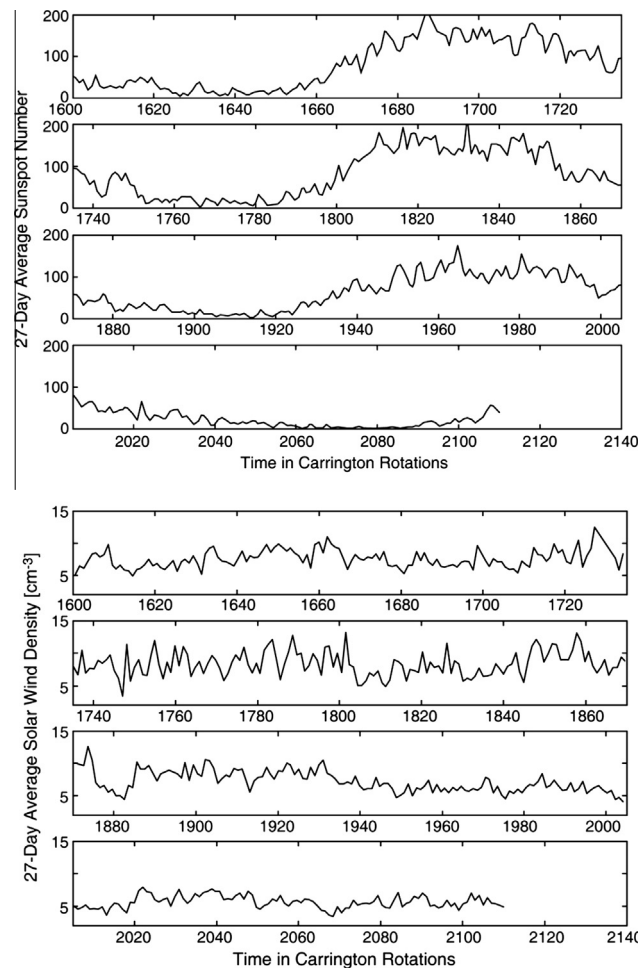 27-Day Average Sunspot Number
200
100
0
1600 1620 1640 1660 1680 1700 1720
200
100
0
1740 1760 1780 1800 1820 1840 1860
200
100
0
1880 1900 1920 1940 1960 1980 2000
200
100
0
2020 2040 2060 2080 2100 2120 2140
Time in Carrington Rotations
27-Day Average Solar Wind Density [cm-3]
15
5
1600 1620 1640 1660 1680 1700 1720
15
5
1740 1760 1780 1800 1820 1840 1860
15
5
1880 1900 1920 1940 1960 1980 2000
15
5
2020 2040 2060 2080 2100 2120 2140
Time in Carrington Rotations